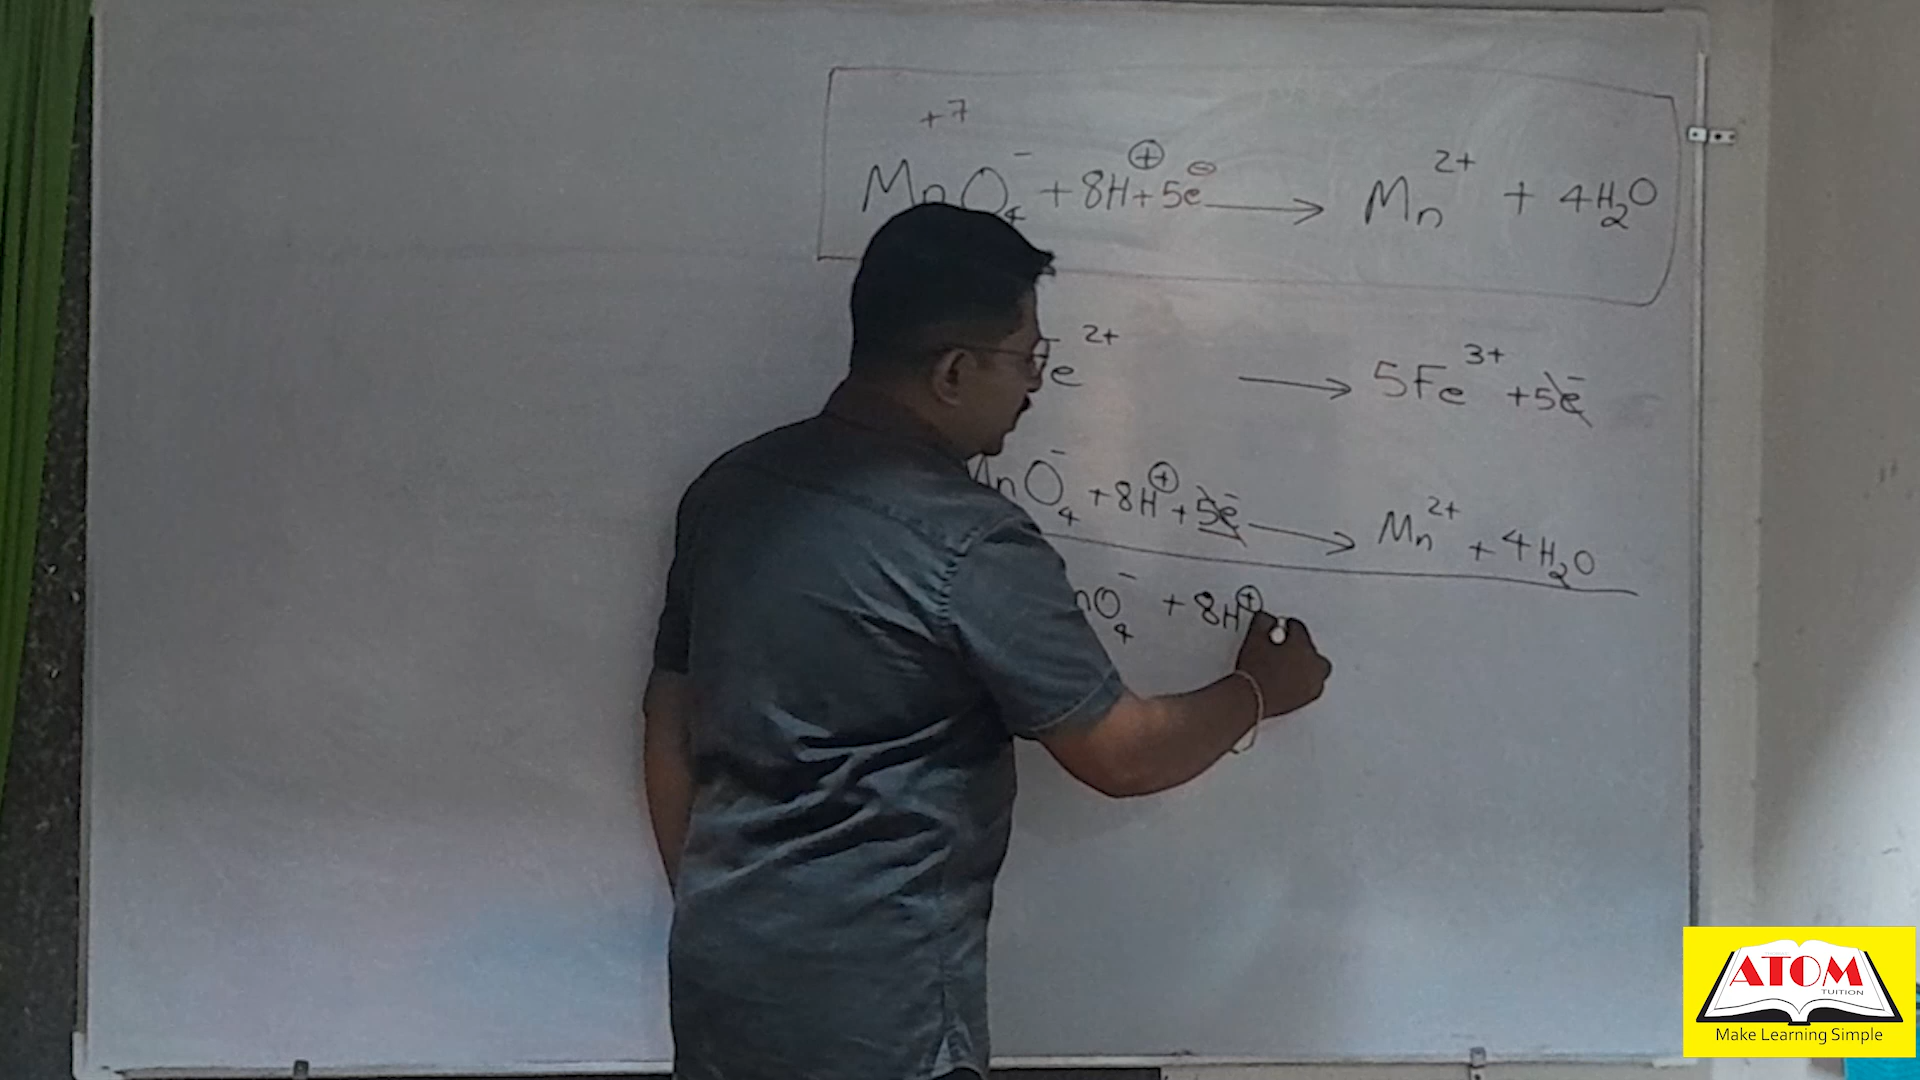 +7
MnO₄⁻ + 8H⊕ + 5e⊖ ⟶ Mn²⁺ + 4H₂O
e²⁺ ⟶ 5Fe³⁺ + 5e⁻
MnO₄⁻ + 8H⊕ + 5e⁻ ⟶ Mn²⁺ + 4H₂O
nO₄⁻ + 8H⊕
ATOM
TUITION
Make Learning Simple